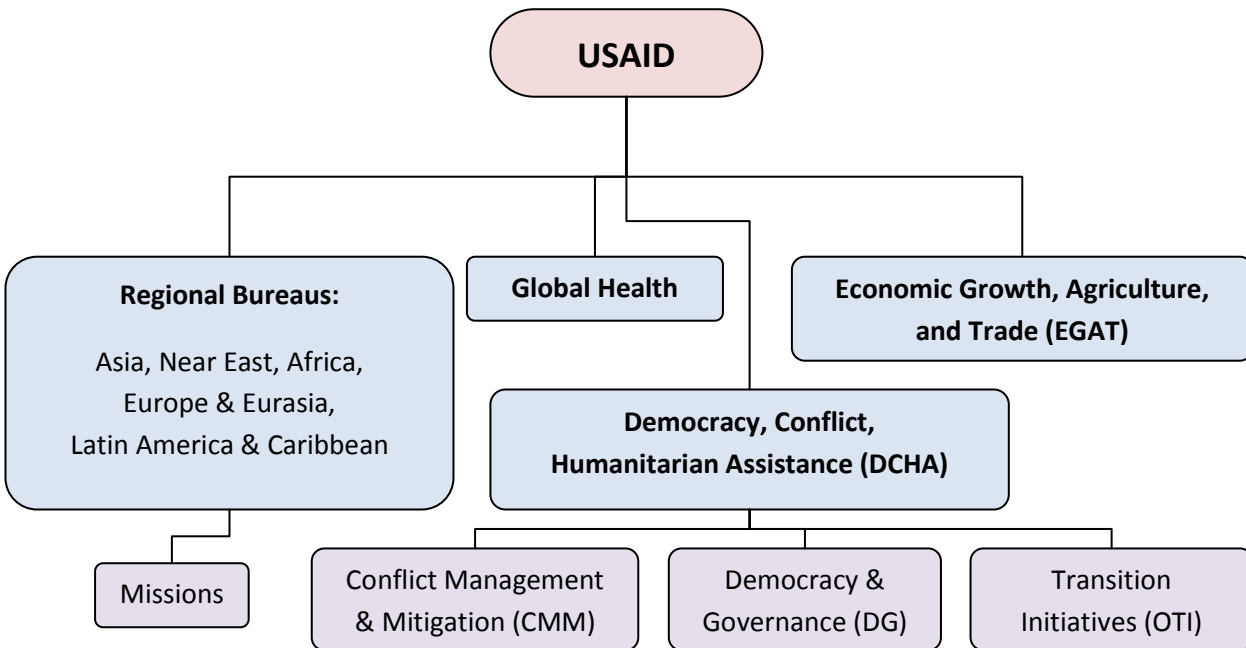 USAID
Regional Bureaus:
Asia, Near East, Africa,
Europe & Eurasia,
Latin America & Caribbean
Global Health
Economic Growth, Agriculture,
and Trade (EGAT)
Democracy, Conflict,
Humanitarian Assistance (DCHA)
Missions
Conflict Management
& Mitigation (CMM)
Democracy &
Governance (DG)
Transition
Initiatives (OTI)